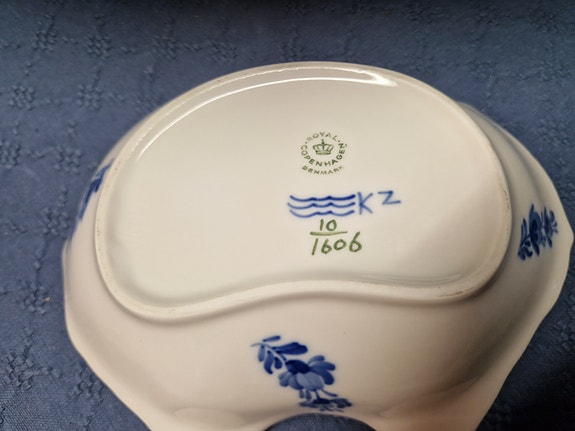 ROYAL
COPENHAGEN
DENMARK
KZ
10
1606